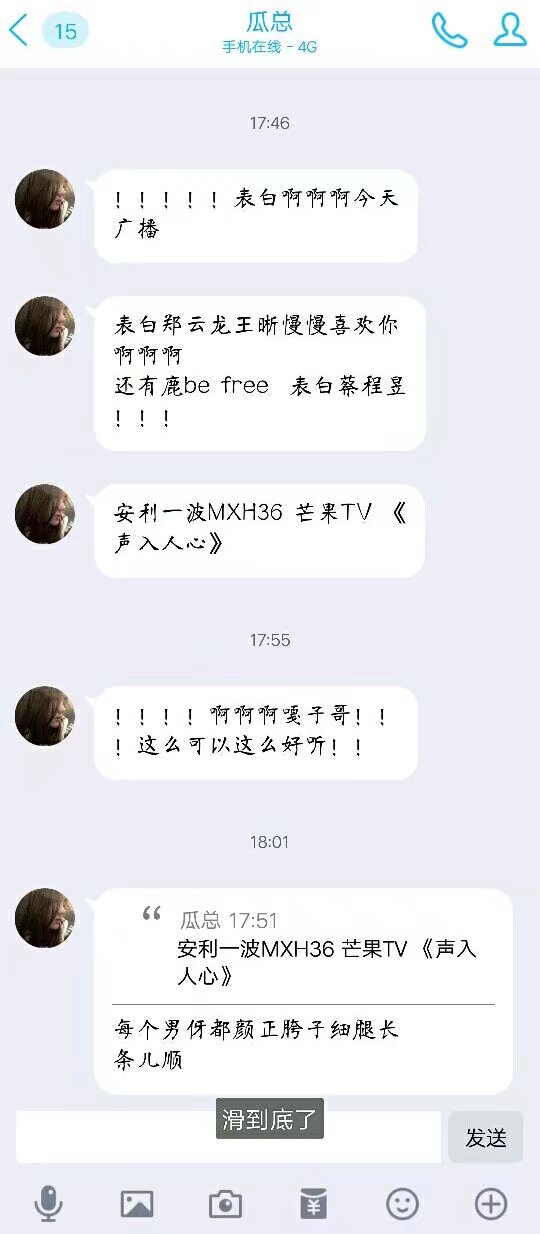 15
瓜总
手机在线 - 4G
17:46
！！！！！表白啊啊啊今天
广播
表白郑云龙王晰慢慢喜欢你
啊啊啊
还有鹿be free 表白蔡程昱
！！！
安利一波MXH36 芒果TV 《
声入人心》
17:55
！！！！啊啊啊嘎子哥！！
！这么可以这么好听！！
18:01
“ 瓜总 17:51
安利一波MXH36 芒果TV 《声入
人心》
每个男伢都颜正胯子细腿长
条儿顺
滑到底了
发送